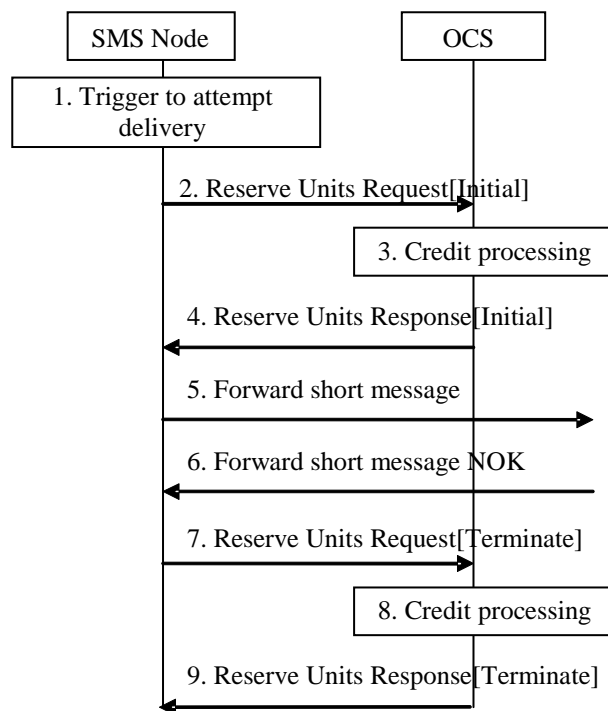 SMS Node
OCS
1. Trigger to attempt
delivery
2. Reserve Units Request[Initial]
3. Credit processing
4. Reserve Units Response[Initial]
5. Forward short message
6. Forward short message NOK
7. Reserve Units Request[Terminate]
8. Credit processing
9. Reserve Units Response[Terminate]